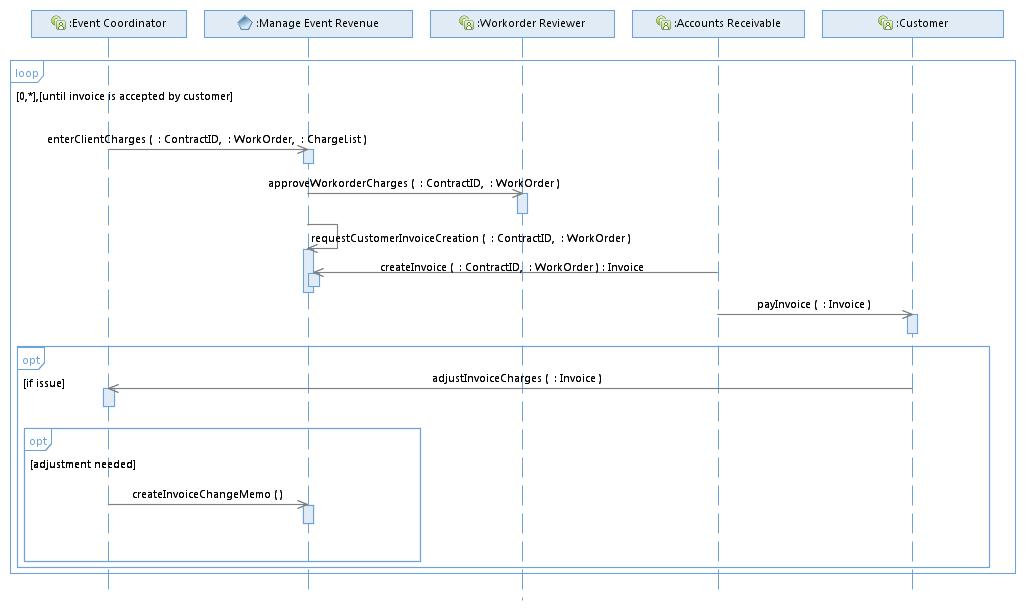 :Event Coordinator
:Manage Event Revenue
:Workorder Reviewer
:Accounts Receivable
:Customer
loop
[0,*],[until invoice is accepted by customer]
enterClientCharges ( : ContractID, : WorkOrder, : ChargeList )
approveWorkorderCharges ( : ContractID, : WorkOrder )
requestCustomerInvoiceCreation ( : ContractID, : WorkOrder )
createInvoice ( : ContractID, : WorkOrder ) : Invoice
payInvoice ( : Invoice )
opt
[if issue]
adjustInvoiceCharges ( : Invoice )
opt
[adjustment needed]
createInvoiceChangeMemo ( )